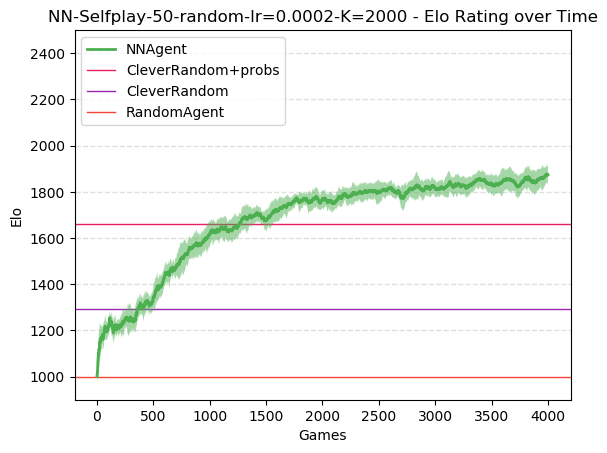 NN-Selfplay-50-random-lr=0.0002-K=2000 - Elo Rating over Time
NNAgent
CleverRandom+probs
CleverRandom
RandomAgent
2400
2200
2000
1800
1600
1400
1200
1000
Elo
0 500 1000 1500 2000 2500 3000 3500 4000
Games